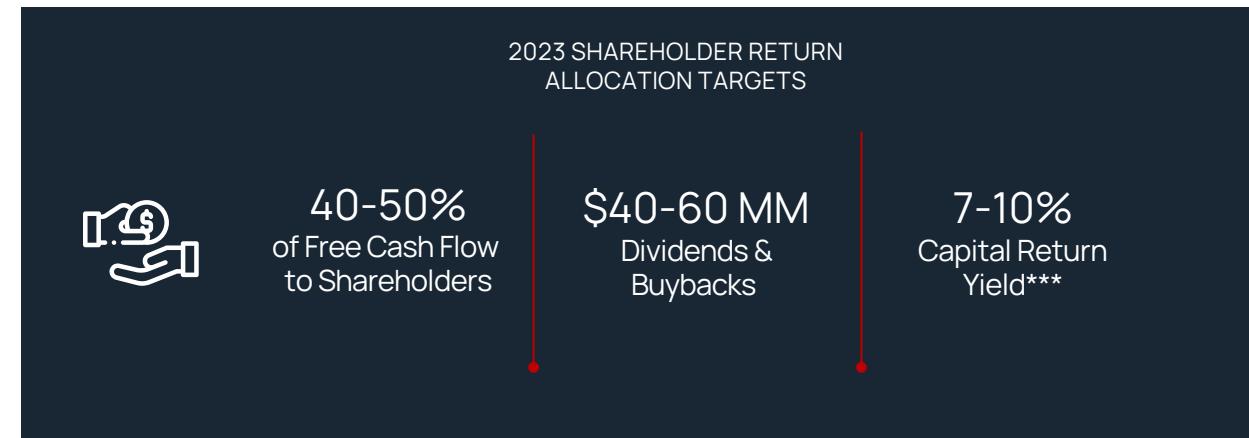 2023 SHAREHOLDER RETURN
ALLOCATION TARGETS
40-50%
of Free Cash Flow
to Shareholders
$40-60 MM
Dividends &
Buybacks
7-10%
Capital Return
Yield***
$